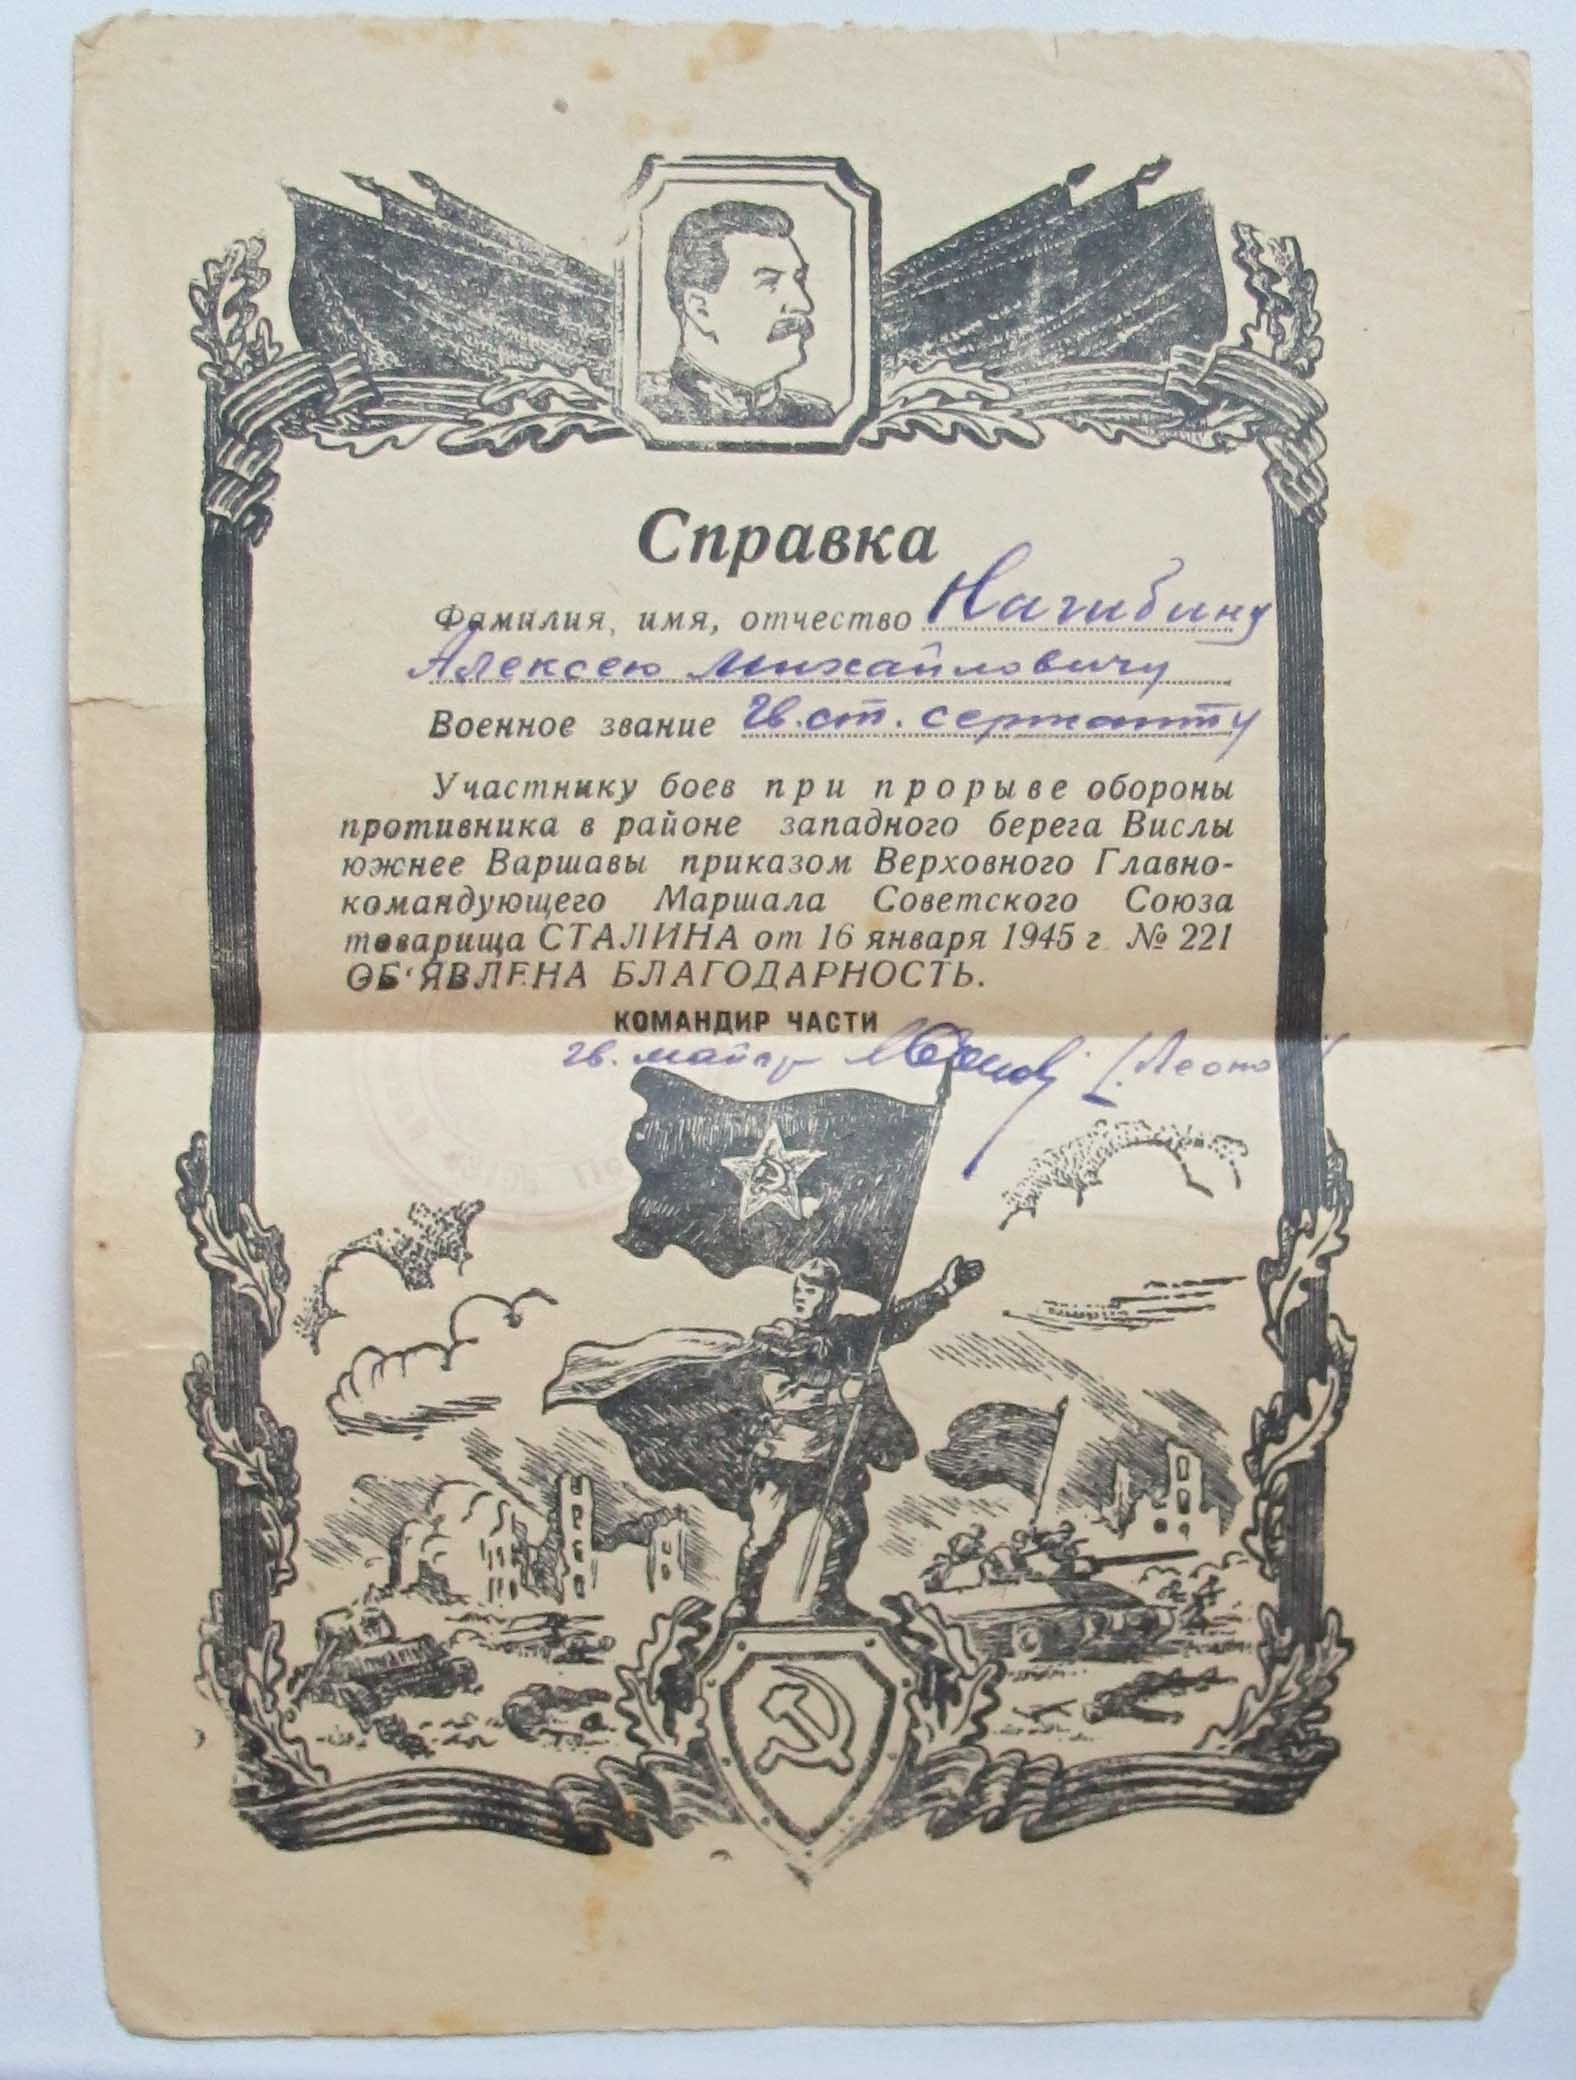 Справка
Фамилия, имя, отчество Нагибину
Алексею Михайловичу
Военное звание гв. ст. сержанту
Участнику боев при прорыве обороны
противника в районе западного берега Вислы
южнее Варшавы приказом Верховного Главно-
командующего Маршала Советского Союза
товарища СТАЛИНА от 16 января 1945 г. № 221
ОБ'ЯВЛЕНА БЛАГОДАРНОСТЬ.
КОМАНДИР ЧАСТИ
гв. майор